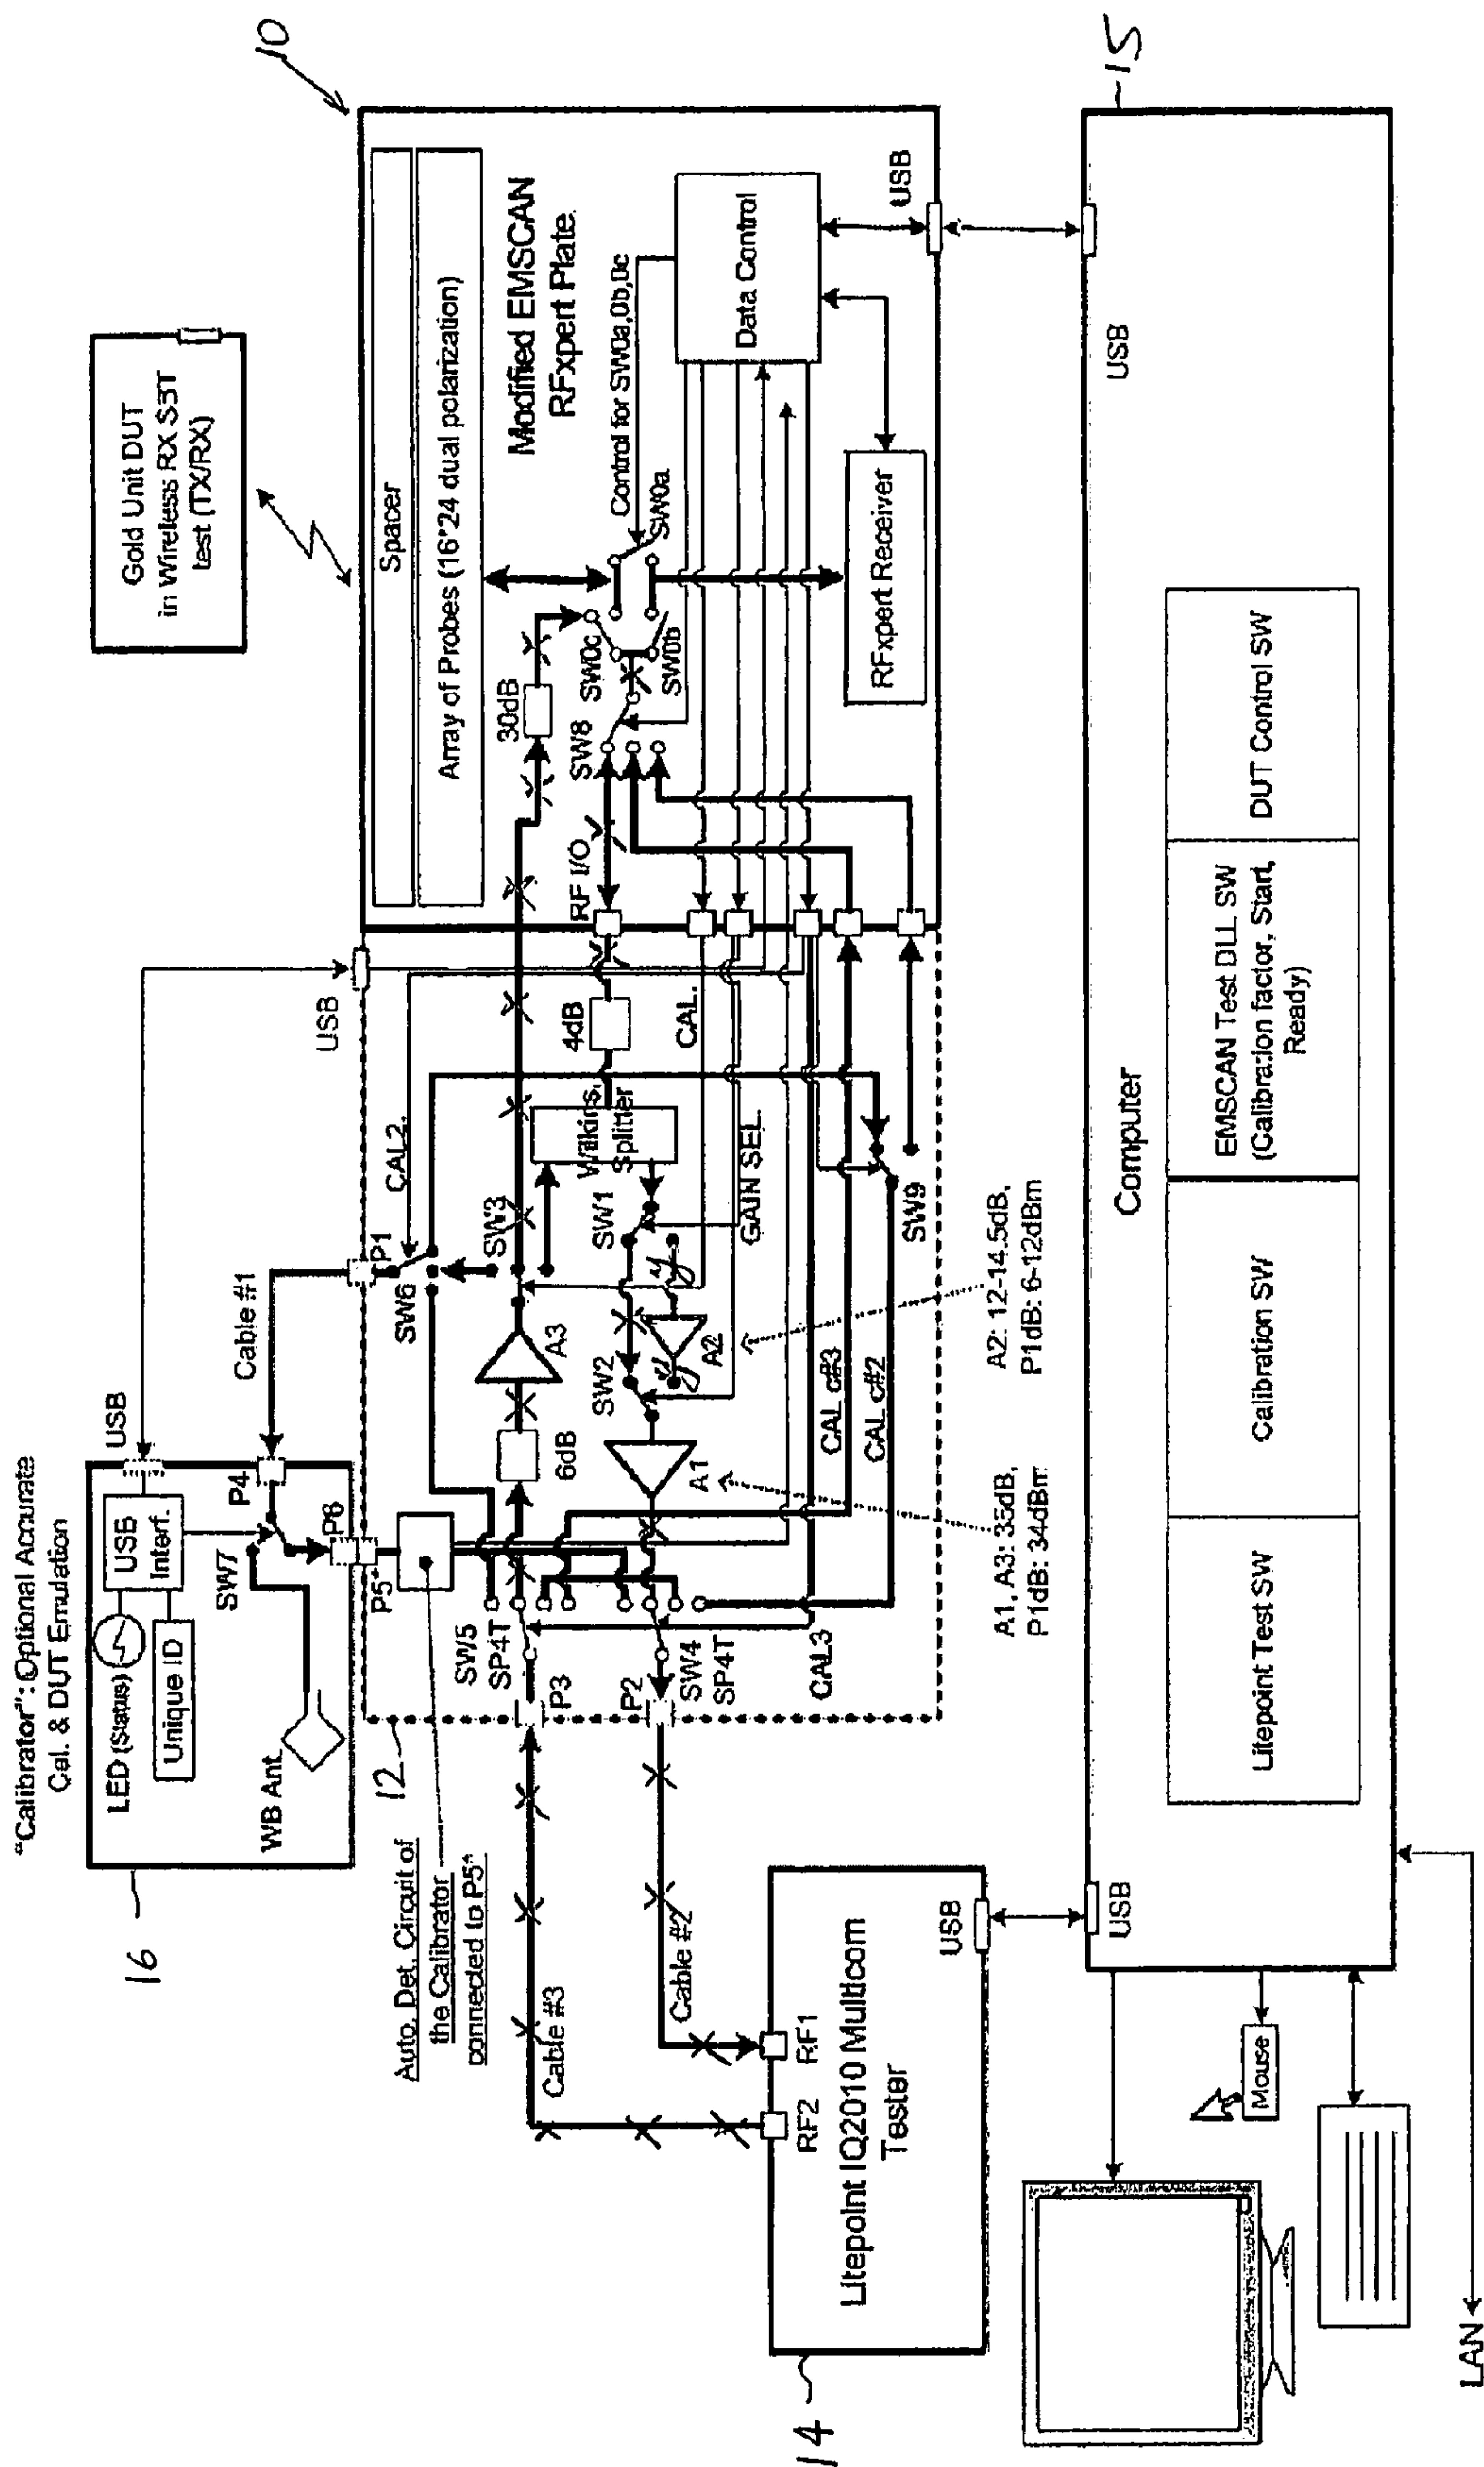 "Calibrator": Optional Accurate
Cal. & DUT Emulation
16
LED (Status)
USB
Interf.
Unique ID
WB Ant.
SW7
P4
P6
USB
Cable #1
Gold Unit DUT
in Wireless RX S3T
test (TX/RX)
10
12
Auto. Det. Circuit of
the Calibrator
connected to P5"
P5"
P1
SW6
CAL2.
USB
SW5
SP4T
P3
6dB
A3
SW3
Wilkins.
Splitter
4dB
RF I/O
30dB
SW1
SW2
A1
A2
y
y
GAIN SEL.
CAL.
P2
SW4
SP4T
CAL3
CAL c#3
CAL c#2
SW9
A1, A3: 35dB,
P1dB: 34dBm
A2: 12-14.5dB,
P1dB: 6-12dBm
Spacer
Array of Probes (16*24 dual polarization)
Modified EMSCAN
RFxpert Plate
Control for SW0a,0b,0c
SW0a
SW0c
SW0b
SW8
Data Control
RFxpert Receiver
USB
Cable #3
Cable #2
RF2
RF1
Litepoint IQ2010 Multicom
Tester
USB
14
15
Computer
USB
USB
Litepoint Test SW
Calibration SW
EMSCAN Test DLL SW
(Calibration factor, Start,
Ready)
DUT Control SW
Mouse
LAN